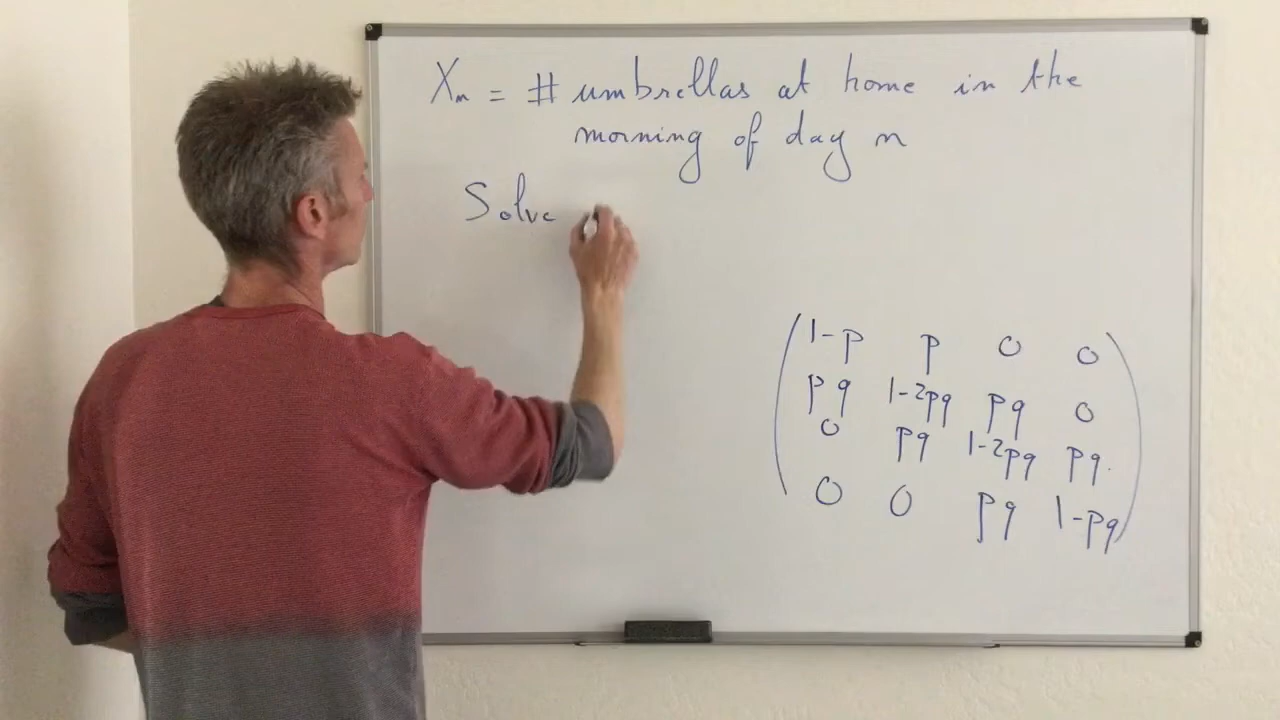 Xn = # umbrellas at home in the
morning of day n
Solve
1-p p 0 0
pq 1-2pq pq 0
0 pq 1-2pq pq.
0 0 pq 1-pq